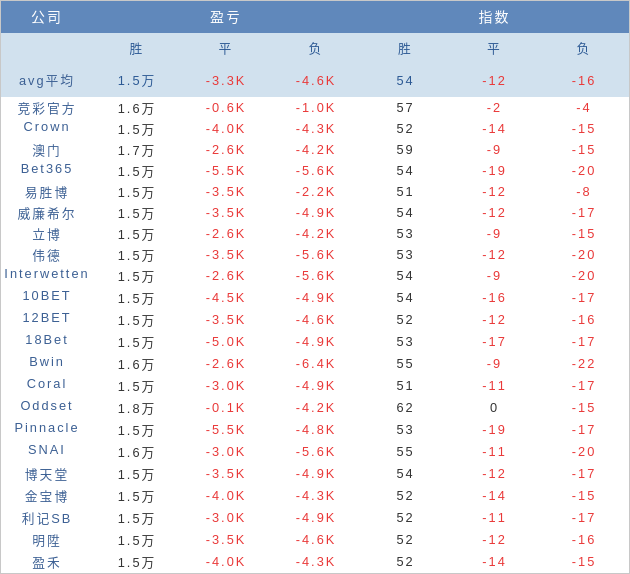 公司 盈亏 指数
胜 平 负 胜 平 负
avg平均 1.5万 -3.3K -4.6K 54 -12 -16
竞彩官方 1.6万 -0.6K -1.0K 57 -2 -4
Crown 1.5万 -4.0K -4.3K 52 -14 -15
澳门 1.7万 -2.6K -4.2K 59 -9 -15
Bet365 1.5万 -5.5K -5.6K 54 -19 -20
易胜博 1.5万 -3.5K -2.2K 51 -12 -8
威廉希尔 1.5万 -3.5K -4.9K 54 -12 -17
立博 1.5万 -2.6K -4.2K 53 -9 -15
伟德 1.5万 -3.5K -5.6K 53 -12 -20
Interwetten 1.5万 -2.6K -5.6K 54 -9 -20
10BET 1.5万 -4.5K -4.9K 54 -16 -17
12BET 1.5万 -3.5K -4.6K 52 -12 -16
18Bet 1.5万 -5.0K -4.9K 53 -17 -17
Bwin 1.6万 -2.6K -6.4K 55 -9 -22
Coral 1.5万 -3.0K -4.9K 51 -11 -17
Oddset 1.8万 -0.1K -4.2K 62 0 -15
Pinnacle 1.5万 -5.5K -4.8K 53 -19 -17
SNAI 1.6万 -3.0K -5.6K 55 -11 -20
博天堂 1.5万 -3.5K -4.9K 54 -12 -17
金宝博 1.5万 -4.0K -4.3K 52 -14 -15
利记SB 1.5万 -3.0K -4.9K 52 -11 -17
明陞 1.5万 -3.5K -4.6K 52 -12 -16
盈禾 1.5万 -4.0K -4.3K 52 -14 -15